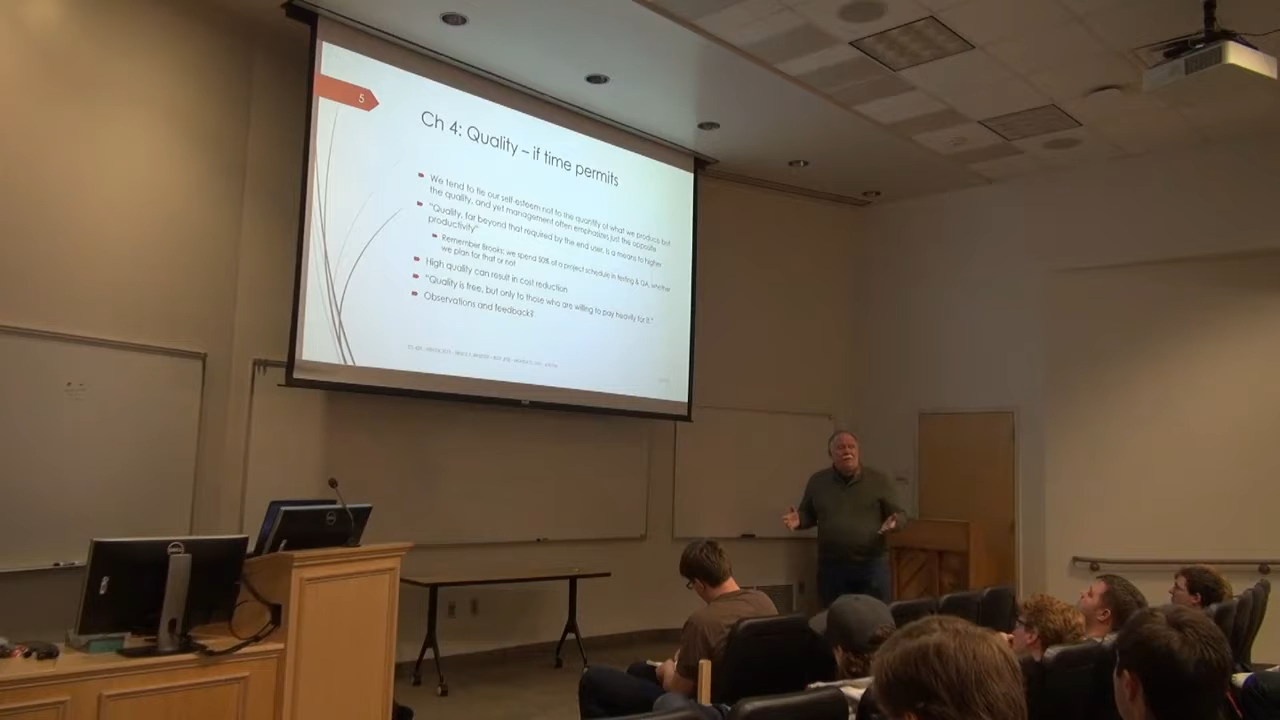 5
Ch 4: Quality – if time permits
We tend to tie our self-esteem not to the quantity of what we produce but
the quality, and yet management often emphasizes just the opposite
"Quality, far beyond that required by the end user, is a means to higher
productivity"
Remember Brooks: we spend 50% of a project schedule in testing & QA, whether
we plan for that or not
High quality can result in cost reduction
"Quality is free, but only to those who are willing to pay heavily for it."
Observations and feedback?
DELL